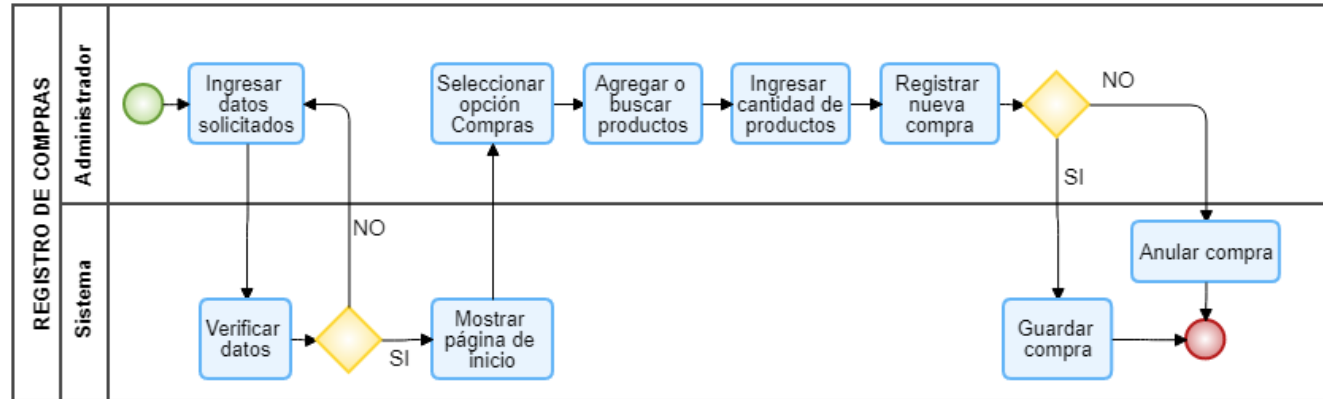 REGISTRO DE COMPRAS
Administrador
Ingresar
datos
solicitados
Seleccionar
opción
Compras
Agregar o
buscar
productos
Ingresar
cantidad de
productos
Registrar
nueva
compra
NO
SI
Sistema
NO
Verificar
datos
SI
Mostrar
página de
inicio
Guardar
compra
Anular compra